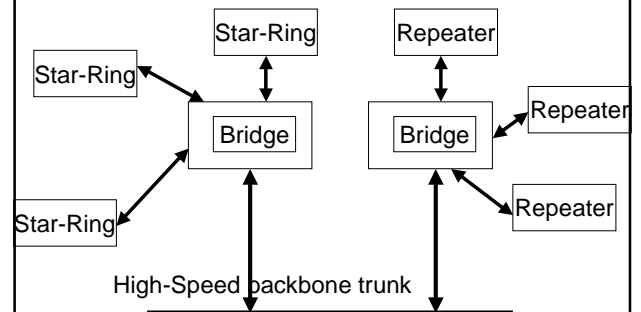 Star-Ring
Repeater
Star-Ring
Repeater
Bridge
Bridge
Star-Ring
Repeater
High-Speed backbone trunk